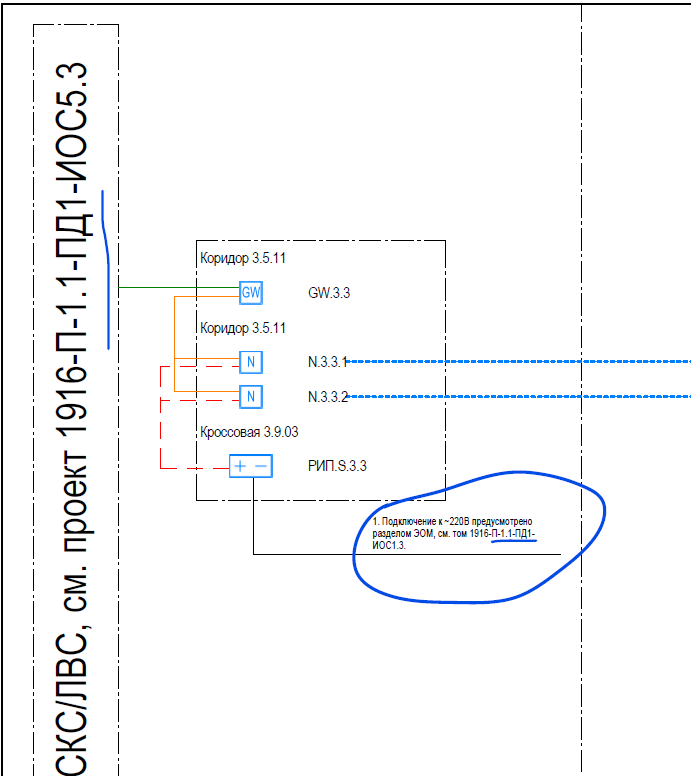 СКС/ЛВС, см. проект 1916-П-1.1-ПД1-ИОС5.3
Коридор 3.5.11
GW
GW.3.3
Коридор 3.5.11
N
N.3.3.1
N
N.3.3.2
Кроссовая 3.9.03
+ −
РИП.S.3.3
1. Подключение к ~220В предусмотрено
разделом ЭОМ, см. том 1916-П-1.1-ПД1-
ИОС1.3.